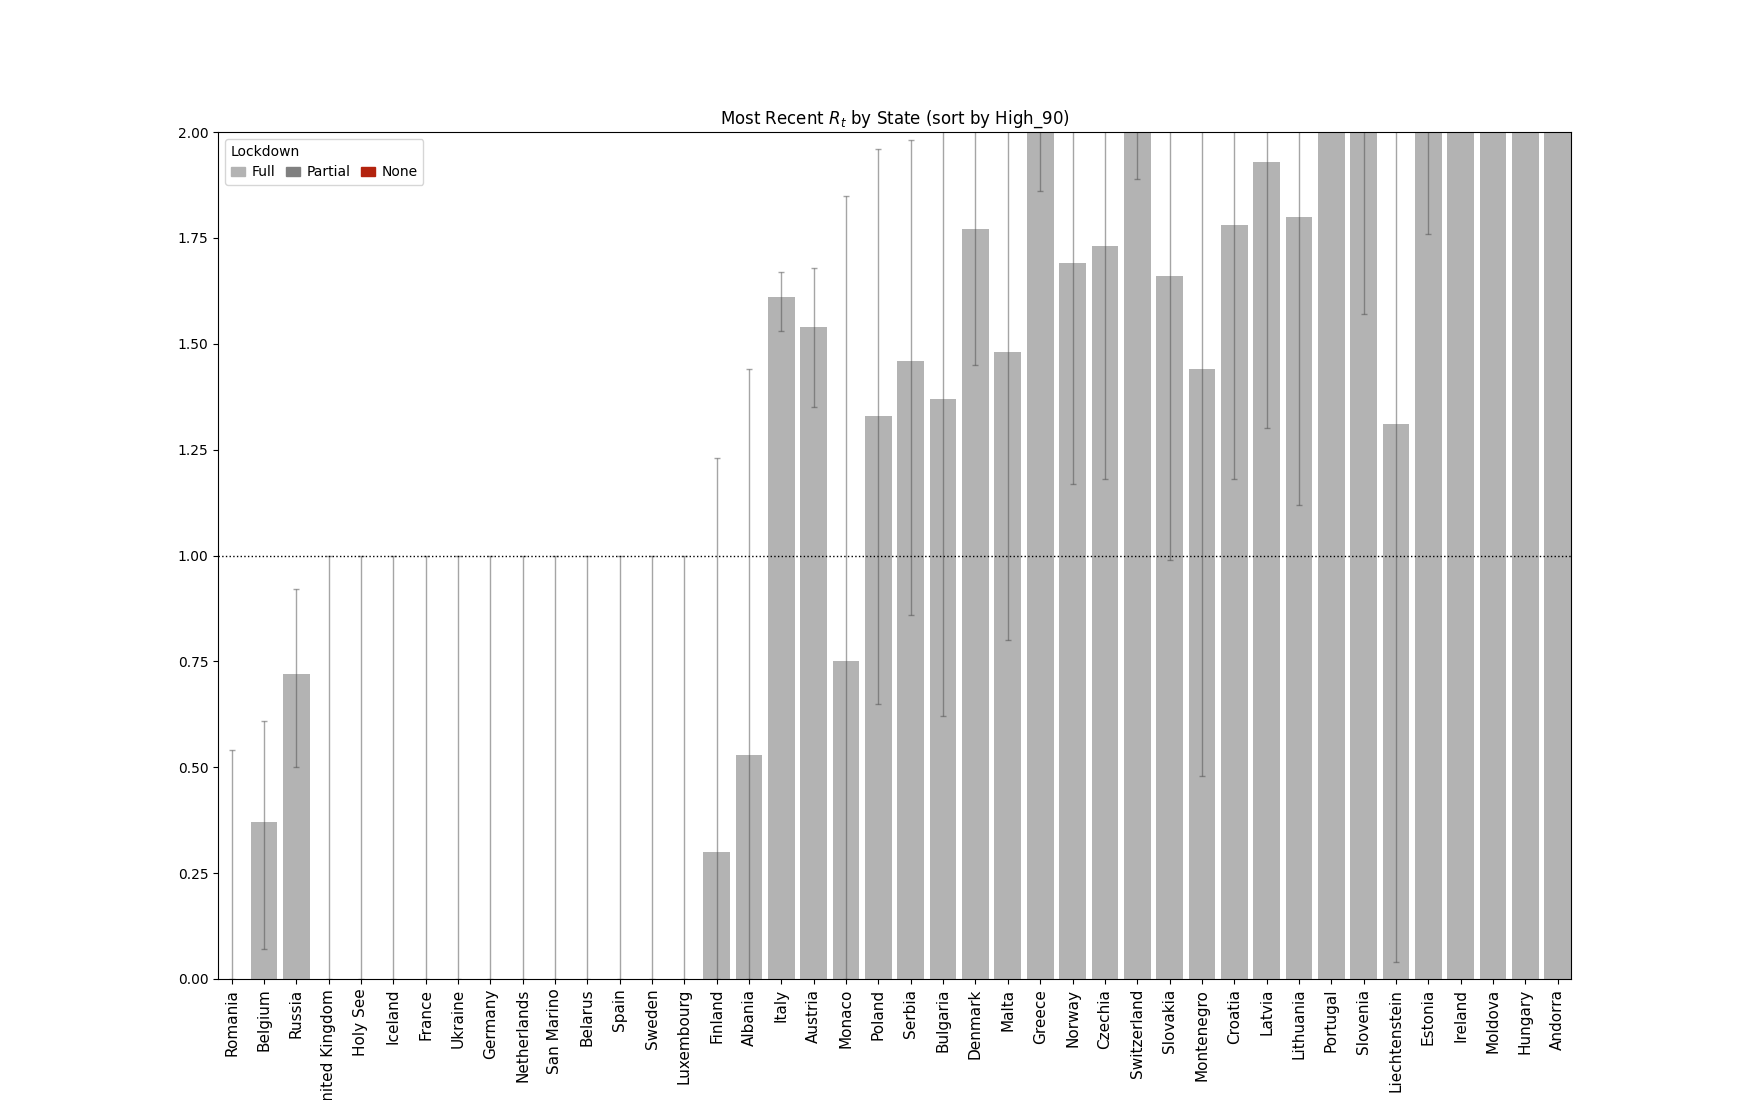 Most Recent R_t by State (sort by High_90)
Lockdown
Full Partial None
2.00
1.75
1.50
1.25
1.00
0.75
0.50
0.25
0.00
Romania
Belgium
Russia
nited Kingdom
Holy See
Iceland
France
Ukraine
Germany
Netherlands
San Marino
Belarus
Spain
Sweden
Luxembourg
Finland
Albania
Italy
Austria
Monaco
Poland
Serbia
Bulgaria
Denmark
Malta
Greece
Norway
Czechia
Switzerland
Slovakia
Montenegro
Croatia
Latvia
Lithuania
Portugal
Slovenia
Liechtenstein
Estonia
Ireland
Moldova
Hungary
Andorra